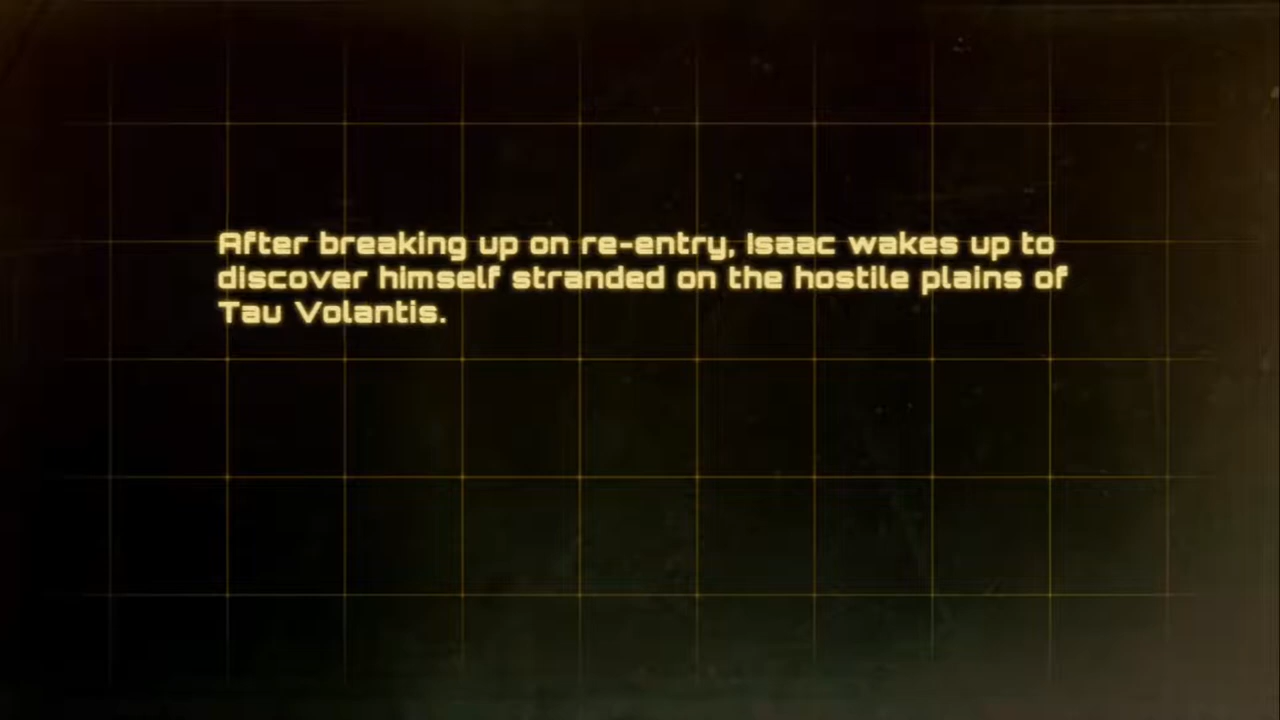 After breaking up on re-entry, Isaac wakes up to
discover himself stranded on the hostile plains of
Tau Volantis.